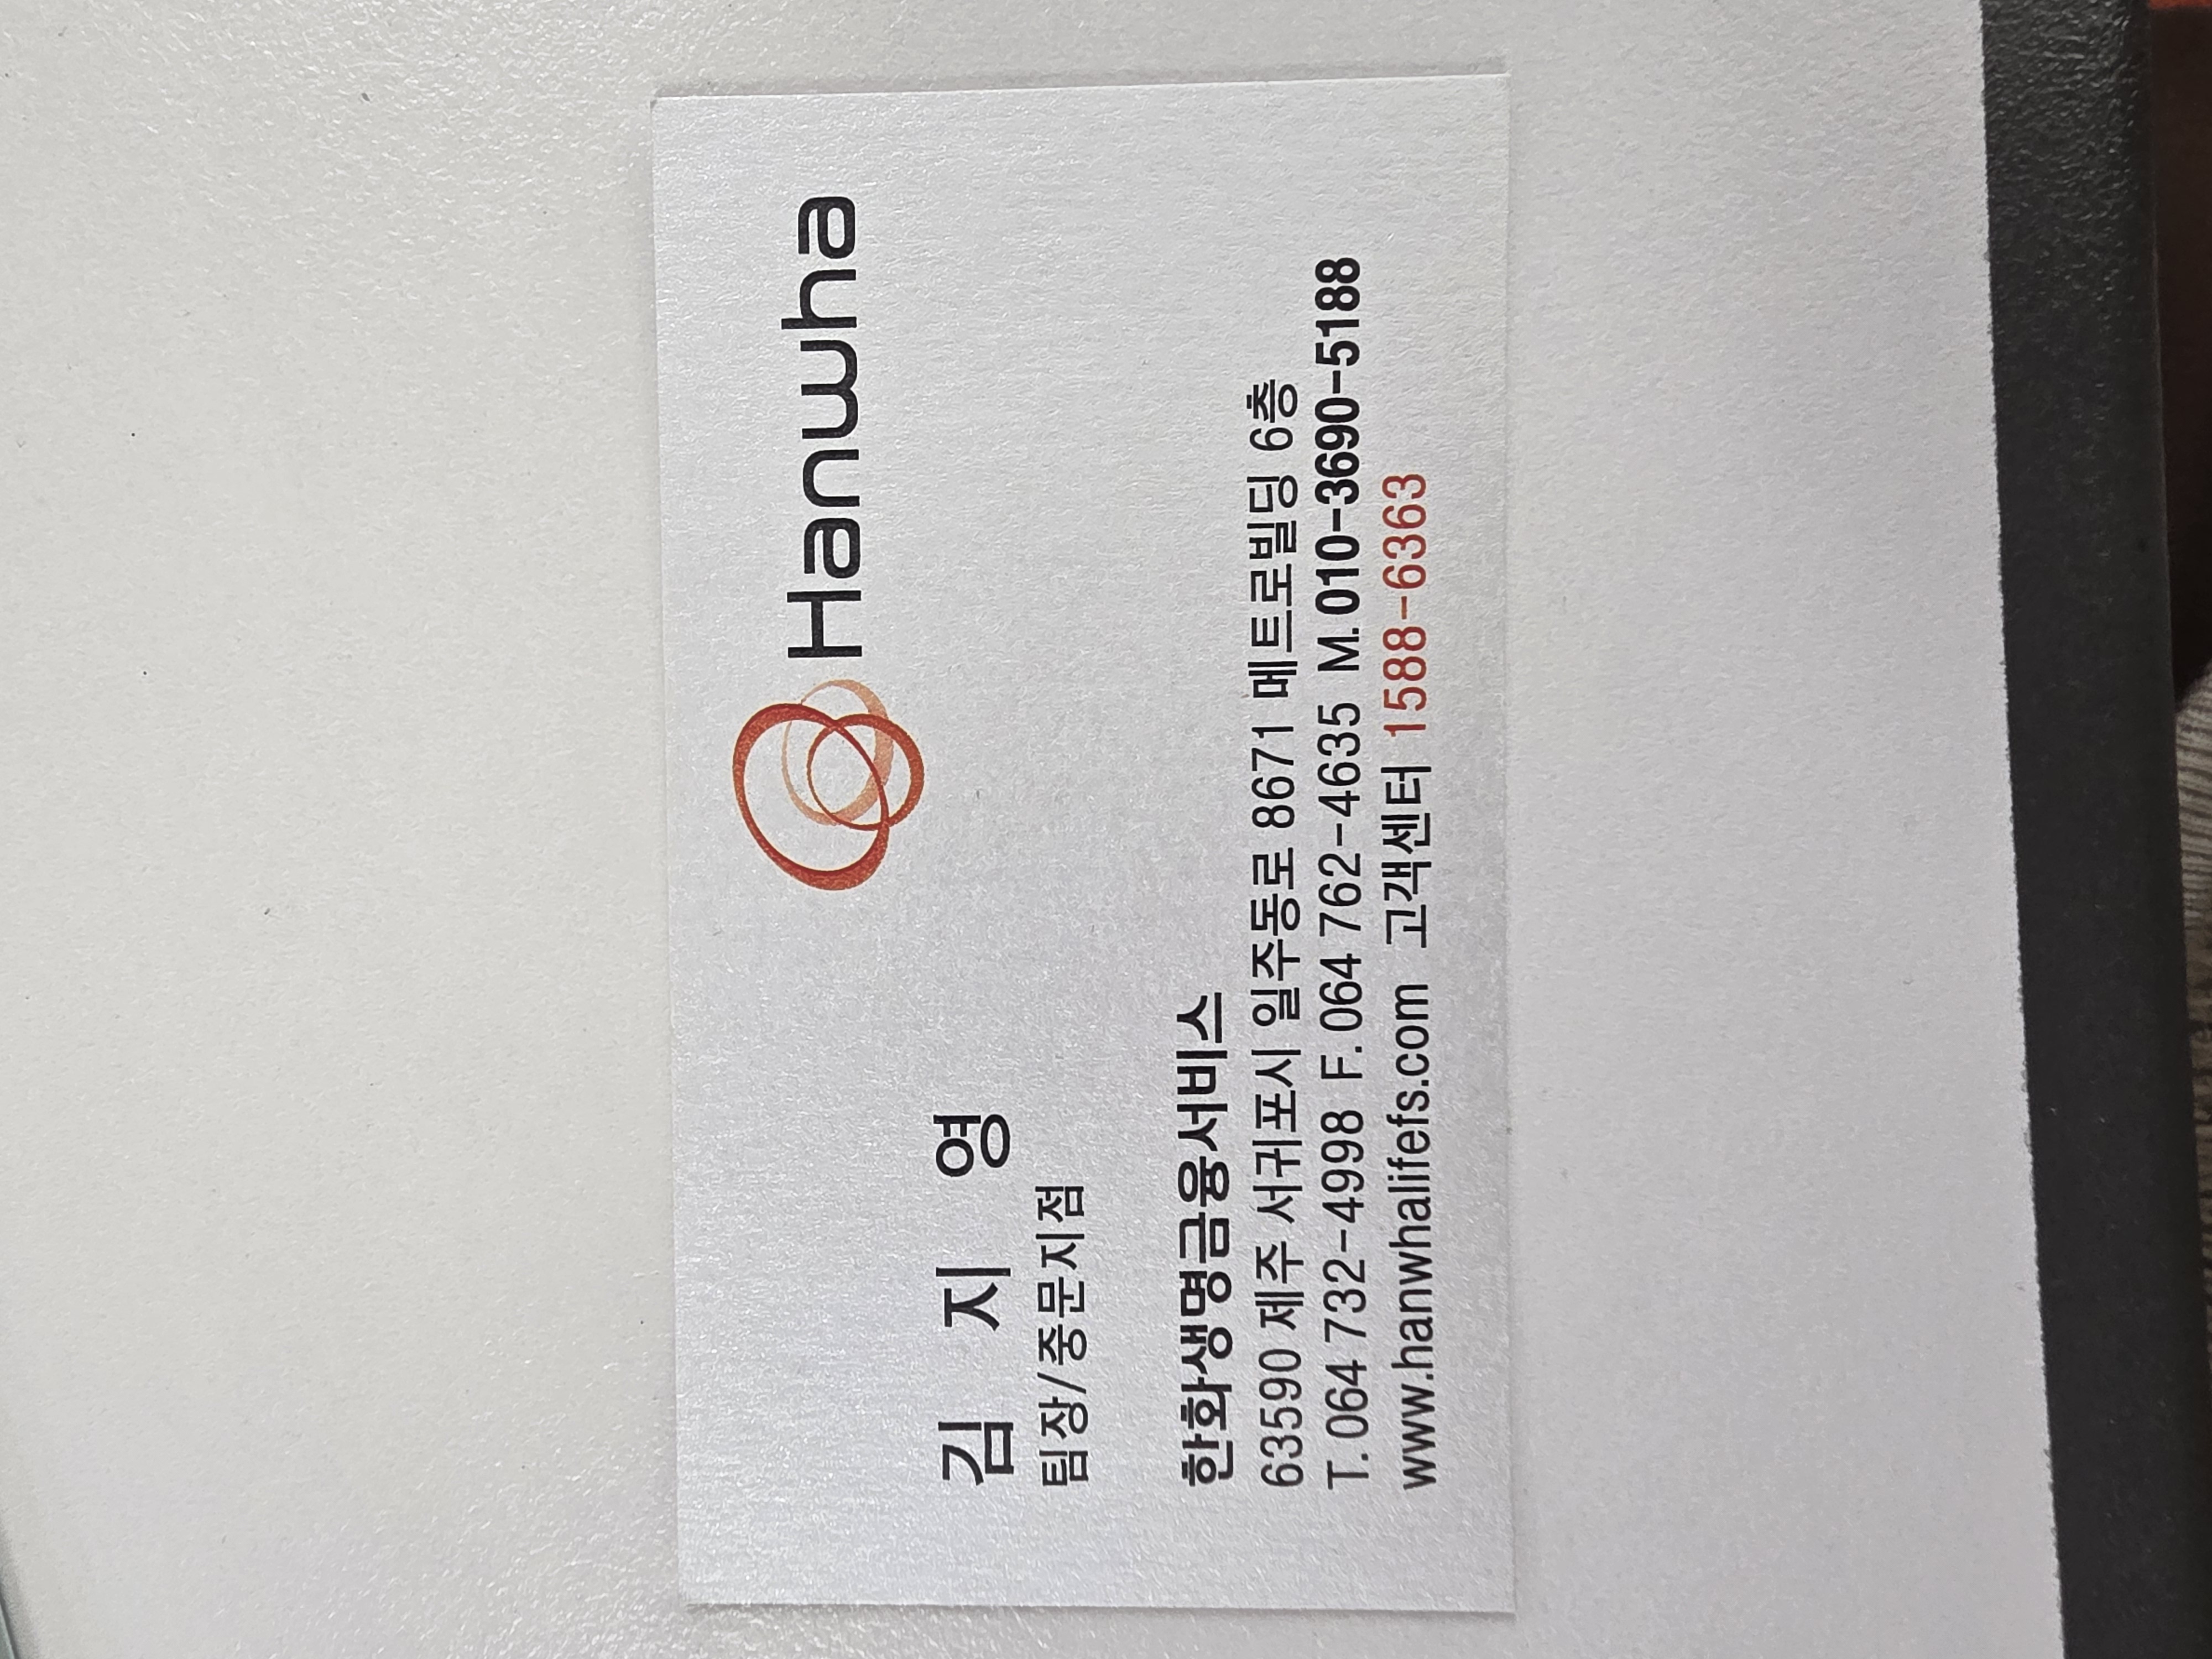 Hanwha
김 지 영
팀장/중문지점
한화생명금융서비스
63590 제주 서귀포시 일주동로 8671 메트로빌딩 6층
T.064 732-4998 F.064 762-4635 M.010-3690-5188
www.hanwhalifefs.com 고객센터 1588-6363